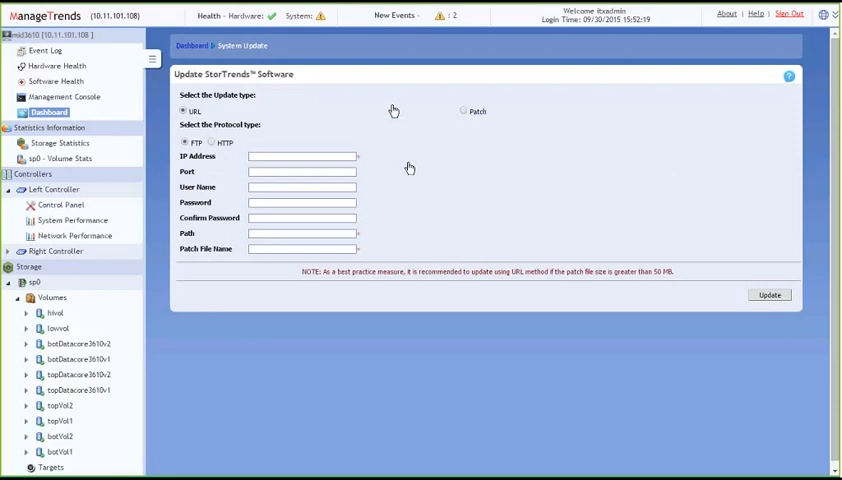 ManageTrends (10.11.101.108) Health - Hardware: System: New Events - : 2 Welcome itxadmin About | Help | Sign Out
Login Time: 09/30/2015 15:52:19
mid3610 [10.11.101.108 ]
Event Log
Hardware Health
Software Health
Management Console
Dashboard
Statistics Information
Storage Statistics
sp0 - Volume Stats
Controllers
Left Controller
Control Panel
System Performance
Network Performance
Right Controller
Storage
sp0
Volumes
hivol
lowvol
botDatacore3610v2
botDatacore3610v1
topDatacore3610v2
topDatacore3610v1
topVol2
topVol1
botVol2
botVol1
Targets
Dashboard System Update
Update StorTrends™ Software
Select the Update type:
URL Patch
Select the Protocol type:
FTP HTTP
IP Address *
Port
User Name
Password
Confirm Password
Path *
Patch File Name *
NOTE: As a best practice measure, it is recommended to update using URL method if the patch file size is greater than 50 MB.
Update